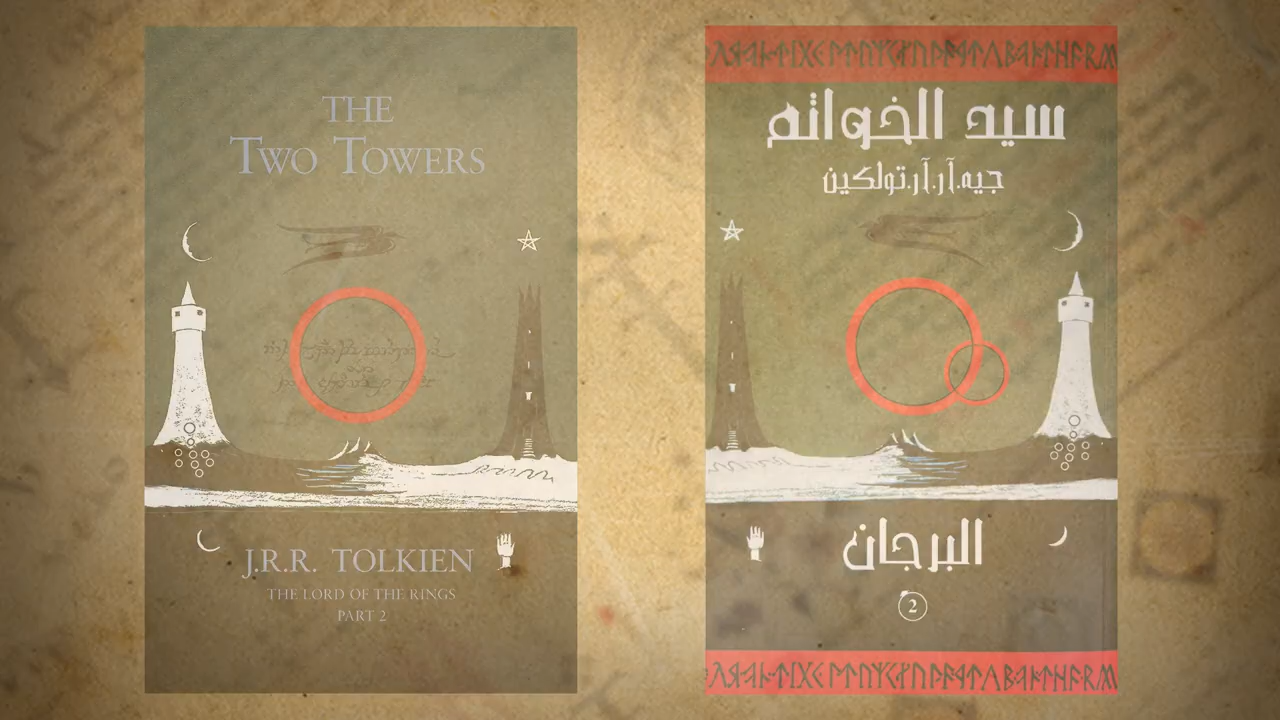 THE
TWO TOWERS
J.R.R. TOLKIEN
THE LORD OF THE RINGS
PART 2
سيد الخواتم
جيه.آر.آر.تولكين
البرجان
2